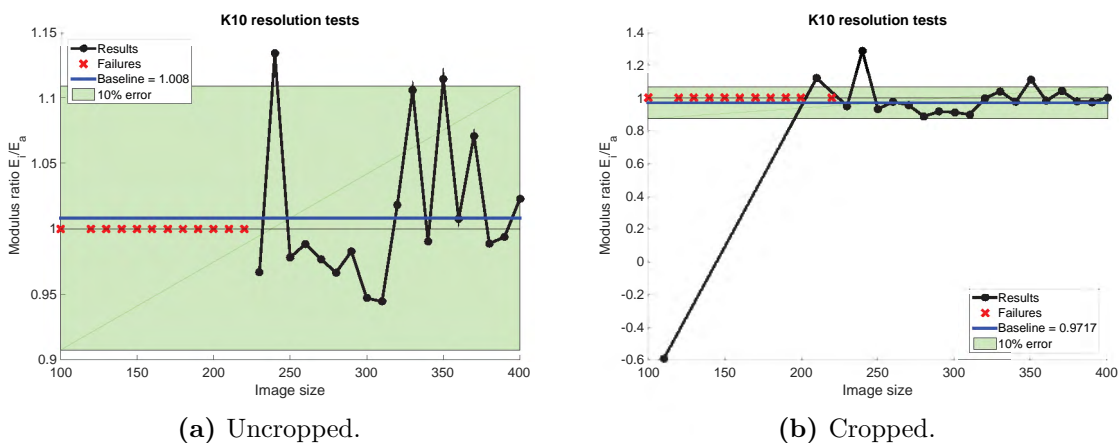 K10 resolution tests
1.15
1.1
1.05
1
0.95
0.9
Modulus ratio E_i/E_a
Results
Failures
Baseline = 1.008
10% error
100 150 200 250 300 350 400
Image size
(a) Uncropped.
K10 resolution tests
1.4
1.2
1
0.8
0.6
0.4
0.2
0
-0.2
-0.4
-0.6
Modulus ratio E_i/E_a
Results
Failures
Baseline = 0.9717
10% error
100 150 200 250 300 350 400
Image size
(b) Cropped.